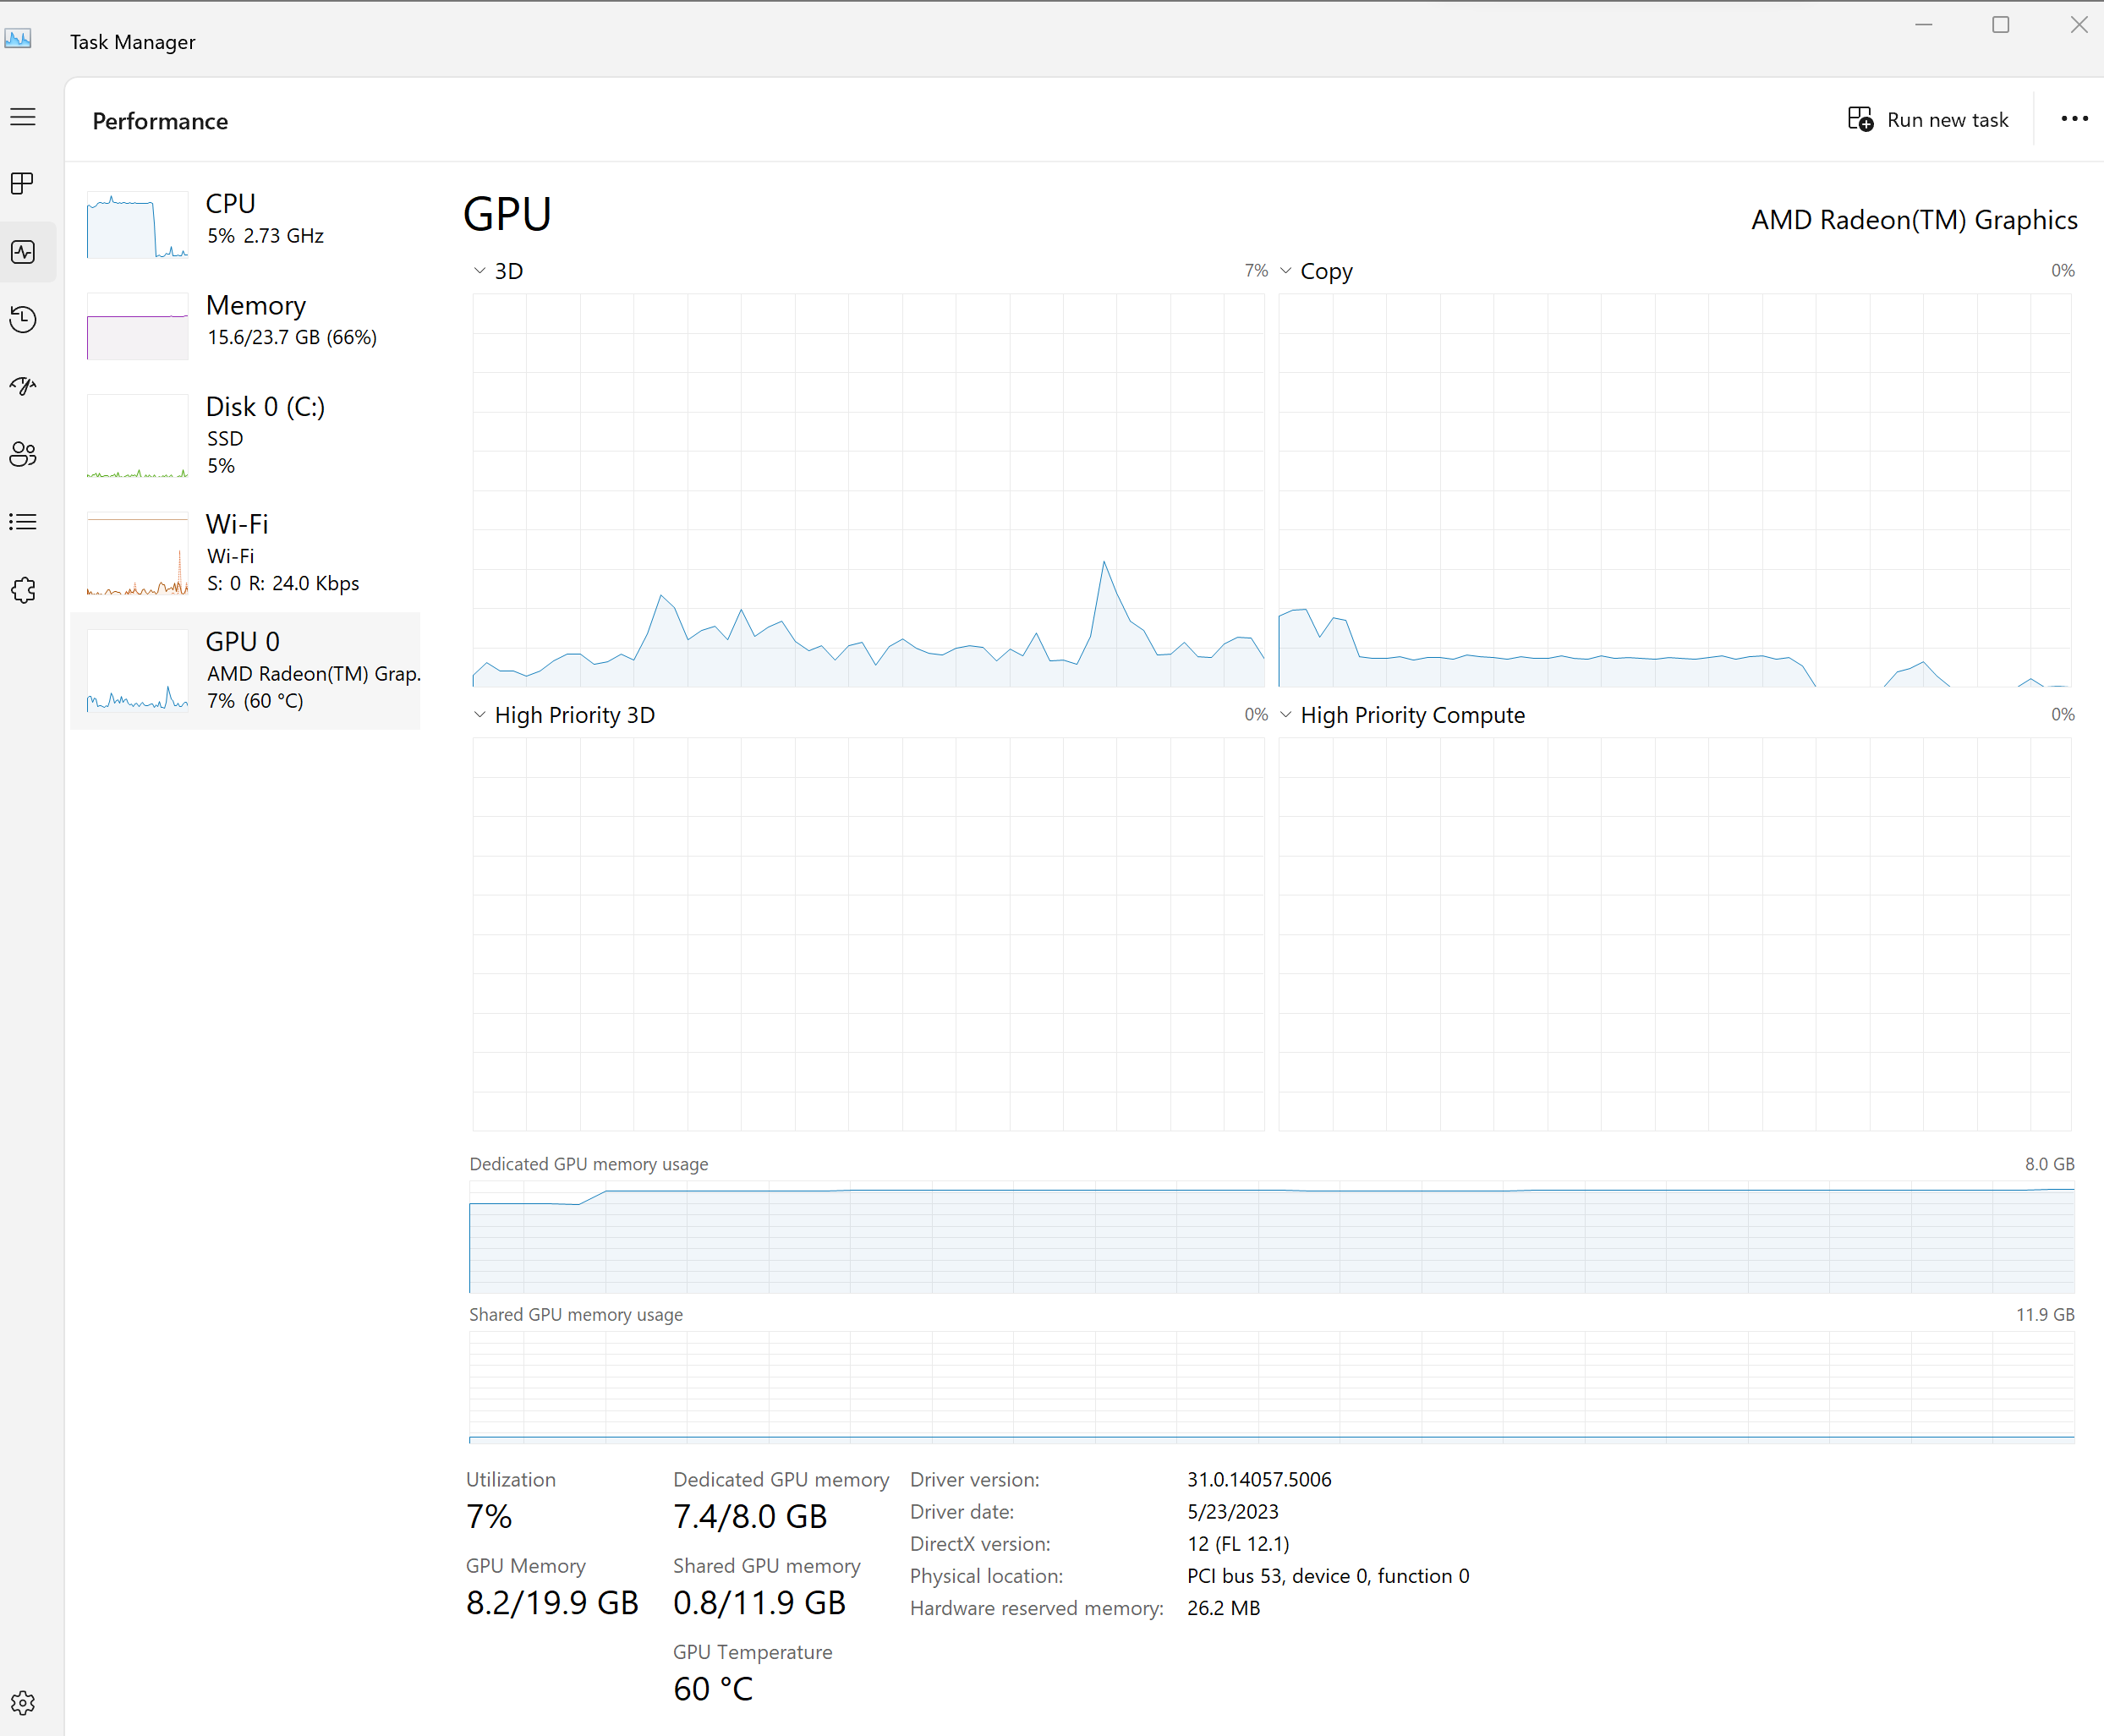 Task Manager
Performance
Run new task
CPU
5% 2.73 GHz
Memory
15.6/23.7 GB (66%)
Disk 0 (C:)
SSD
5%
Wi-Fi
Wi-Fi
S: 0 R: 24.0 Kbps
GPU 0
AMD Radeon(TM) Grap.
7% (60 °C)
GPU
AMD Radeon(TM) Graphics
3D 7%
Copy 0%
High Priority 3D 0%
High Priority Compute 0%
Dedicated GPU memory usage 8.0 GB
Shared GPU memory usage 11.9 GB
Utilization
7%
Dedicated GPU memory
7.4/8.0 GB
GPU Memory
8.2/19.9 GB
Shared GPU memory
0.8/11.9 GB
GPU Temperature
60 °C
Driver version: 31.0.14057.5006
Driver date: 5/23/2023
DirectX version: 12 (FL 12.1)
Physical location: PCI bus 53, device 0, function 0
Hardware reserved memory: 26.2 MB